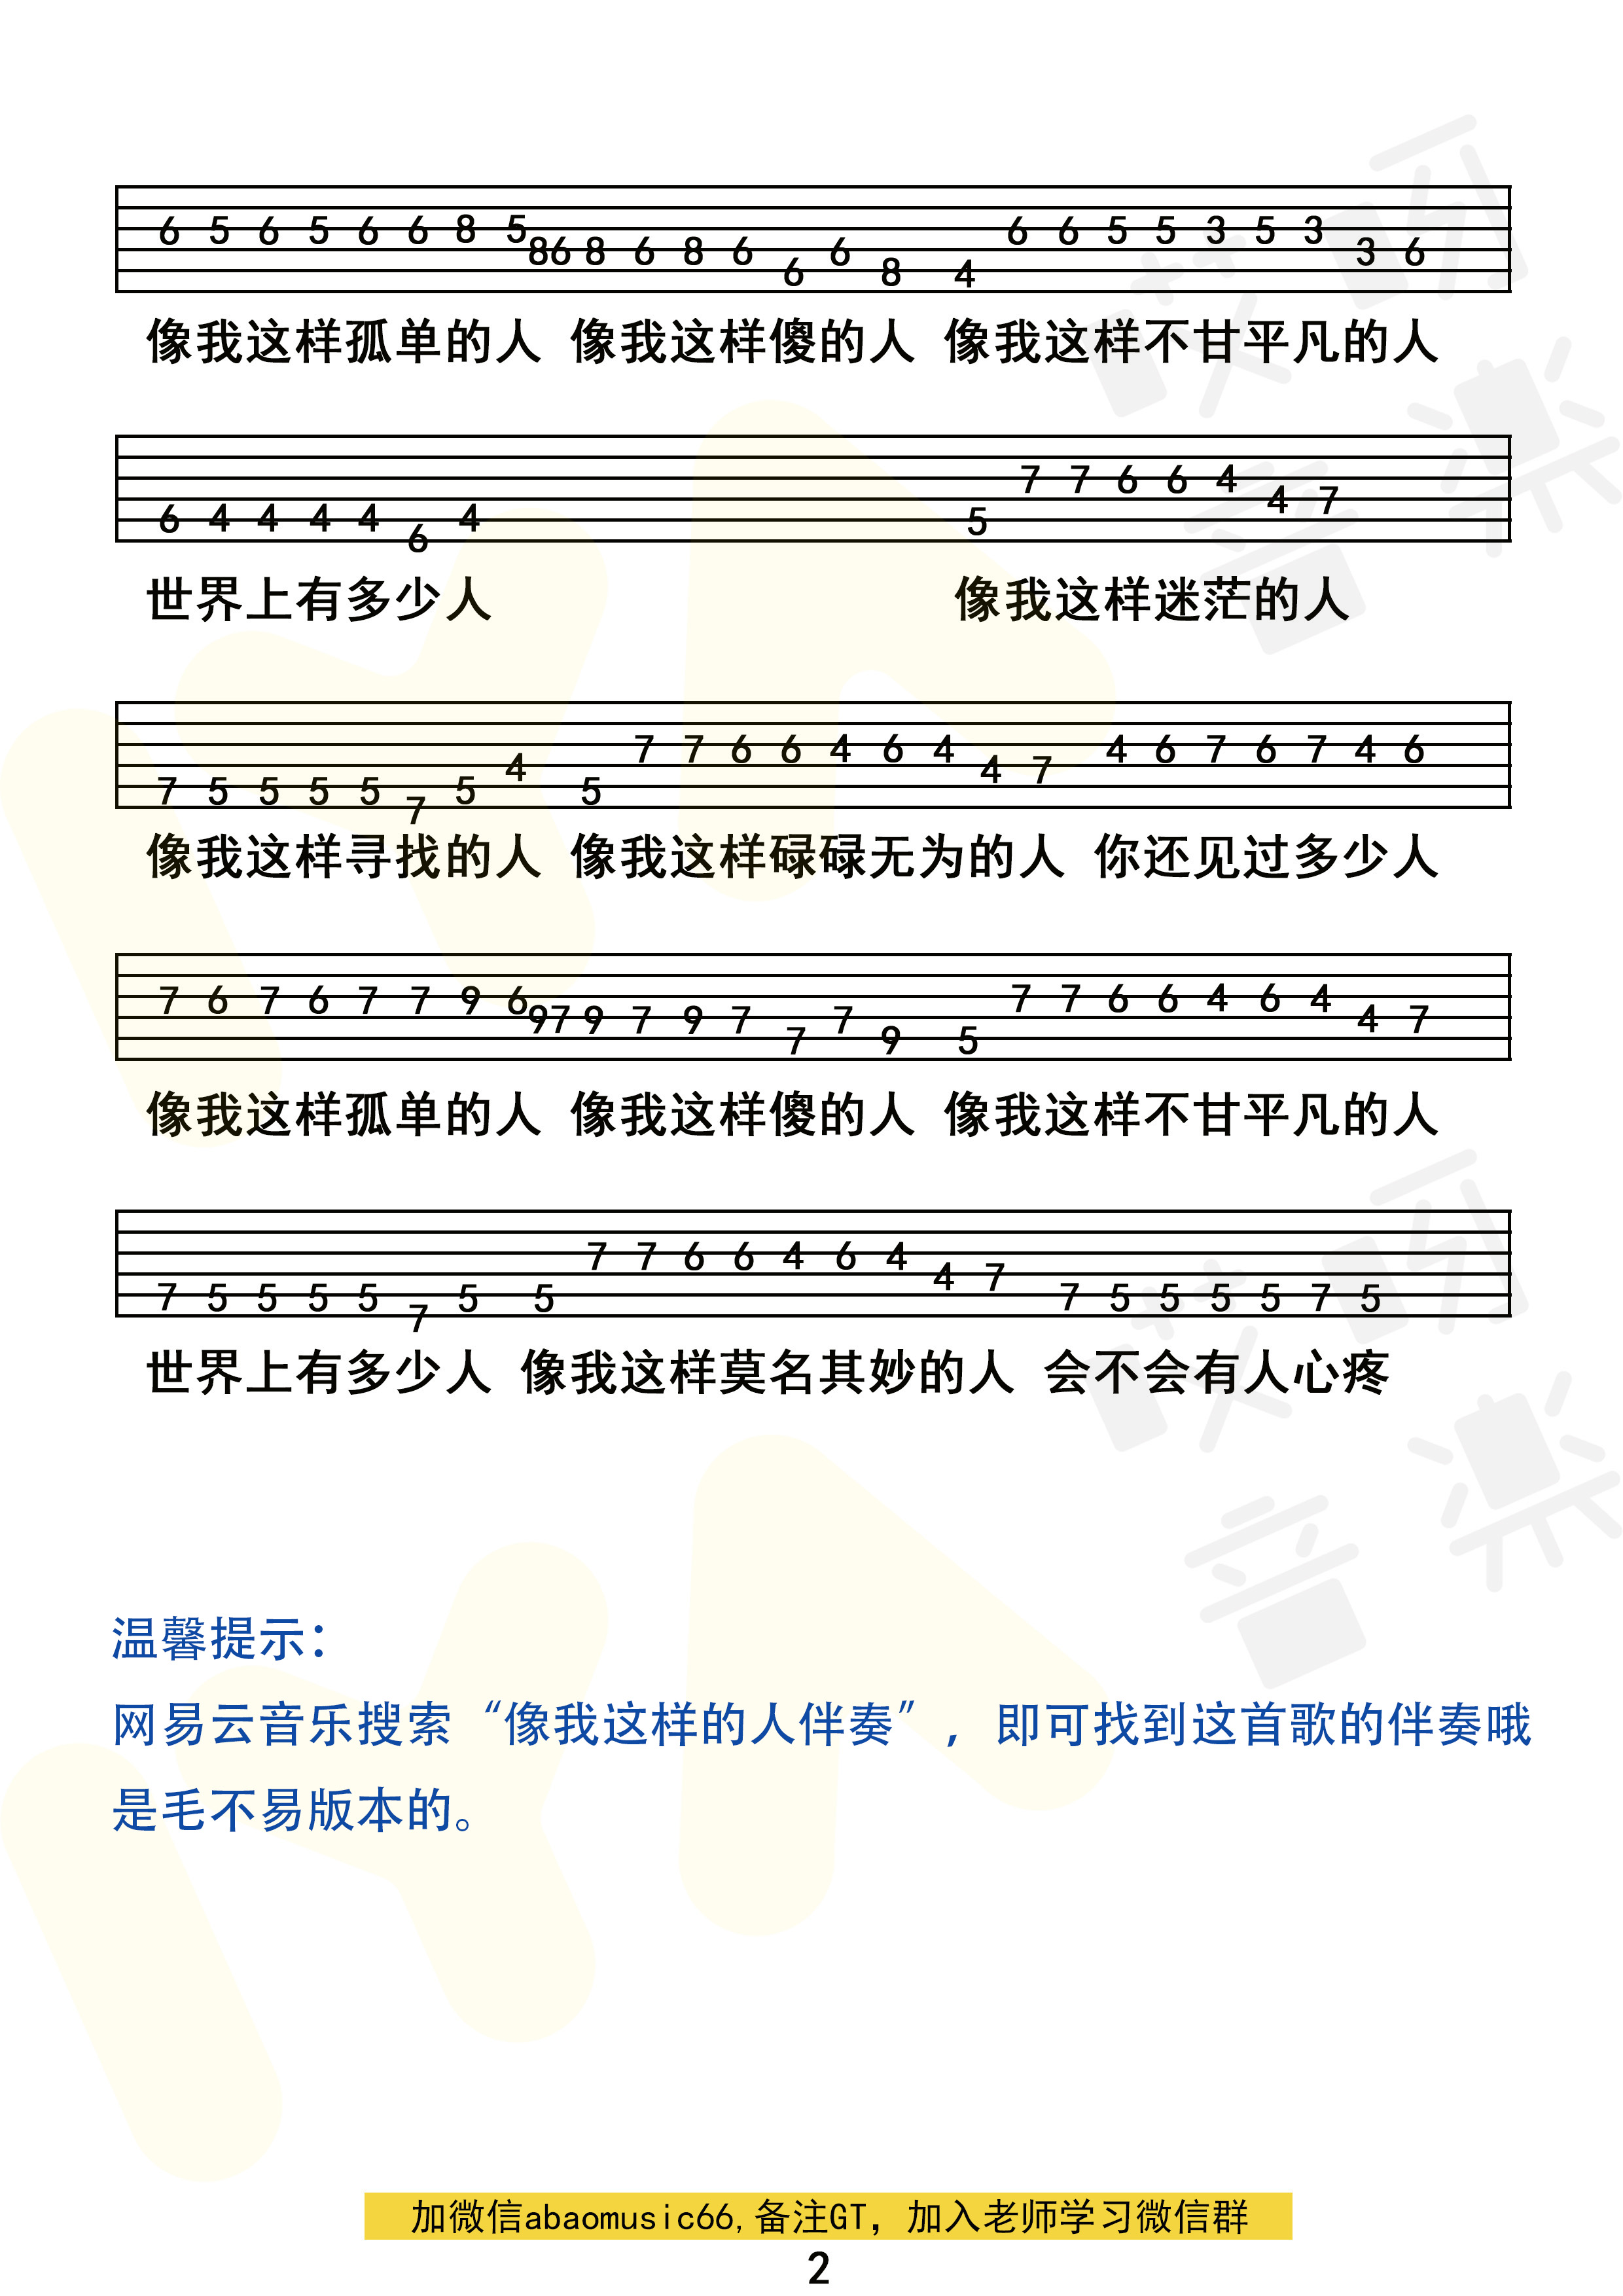 6 5 6 5 6 6 8 5 86 8 6 8 6 6 6 8 4 6 6 5 5 3 5 3 3 6
像我这样孤单的人 像我这样傻的人 像我这样不甘平凡的人
6 4 4 4 4 6 4 5 7 7 6 6 4 4 7
世界上有多少人 像我这样迷茫的人
7 5 5 5 5 7 5 4 5 7 7 6 6 4 6 4 4 7 4 6 7 6 7 4 6
像我这样寻找的人 像我这样碌碌无为的人 你还见过多少人
7 6 7 6 7 7 9 6 97 9 7 9 7 7 7 9 5 7 7 6 6 4 6 4 4 7
像我这样孤单的人 像我这样傻的人 像我这样不甘平凡的人
7 5 5 5 5 7 5 5 7 7 6 6 4 6 4 4 7 7 5 5 5 5 7 5
世界上有多少人 像我这样莫名其妙的人 会不会有人心疼
温馨提示：
网易云音乐搜索“像我这样的人伴奏”，即可找到这首歌的伴奏哦
是毛不易版本的。
加微信abaomusic66,备注GT，加入老师学习微信群
2